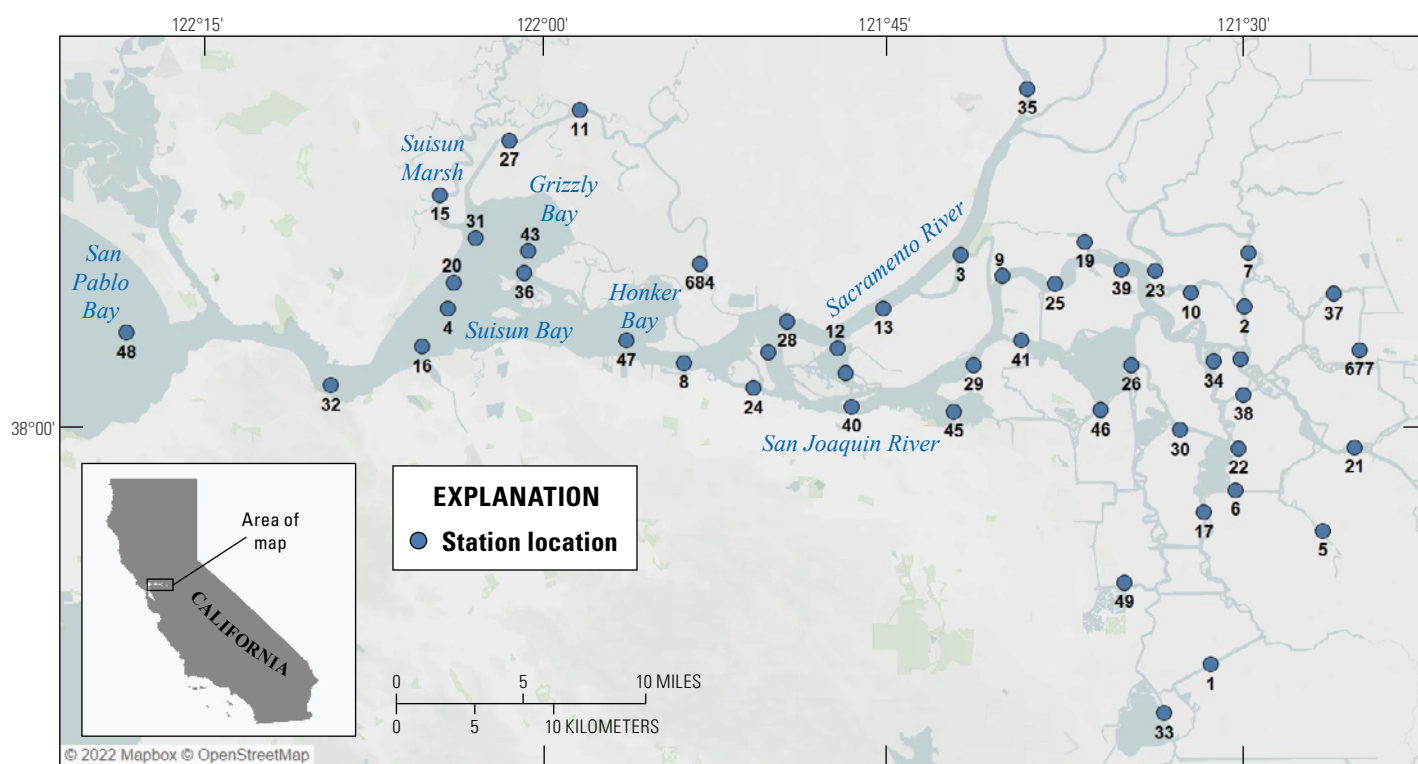 122°15'
122°00'
121°45'
121°30'
35
11
27
Suisun
Marsh
Grizzly
Bay
15
31
43
Sacramento River
San
Pablo
Bay
20
36
684
3
9
19
7
25
39
23
Honker
Bay
10
37
4
Suisun Bay
13
2
28
12
48
16
47
41
8
34
677
29
26
32
24
38
40
45
46
38°00'
San Joaquin River
30
22
21
6
17
5
EXPLANATION
Station location
Area of
map
CALIFORNIA
49
1
33
0 5 10 MILES
0 5 10 KILOMETERS
© 2022 Mapbox © OpenStreetMap